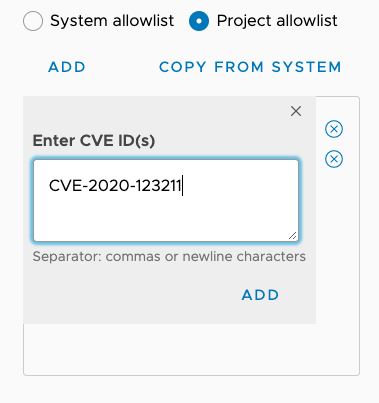 System allowlist Project allowlist
ADD COPY FROM SYSTEM
Enter CVE ID(s)
CVE-2020-123211
Separator: commas or newline characters
ADD